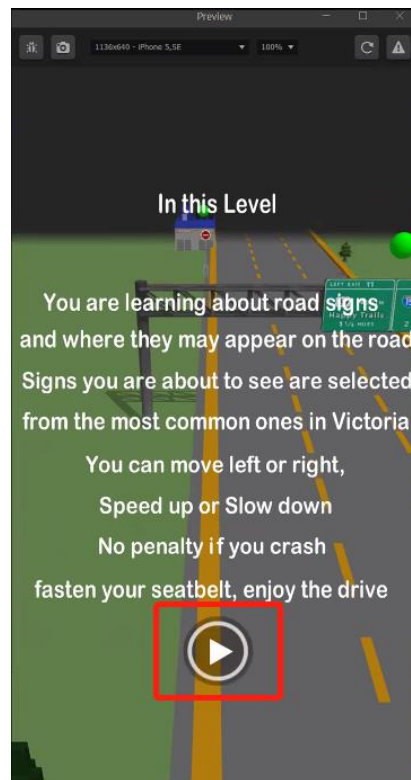 Preview
1136x640 - iPhone 5,5E
100%
In this Level
LEFT EXIT 11
You are learning about road signs
Happy Trails
and where they may appear on the road
Signs you are about to see are selected
from the most common ones in Victoria
You can move left or right,
Speed up or Slow down
No penalty if you crash
fasten your seatbelt, enjoy the drive